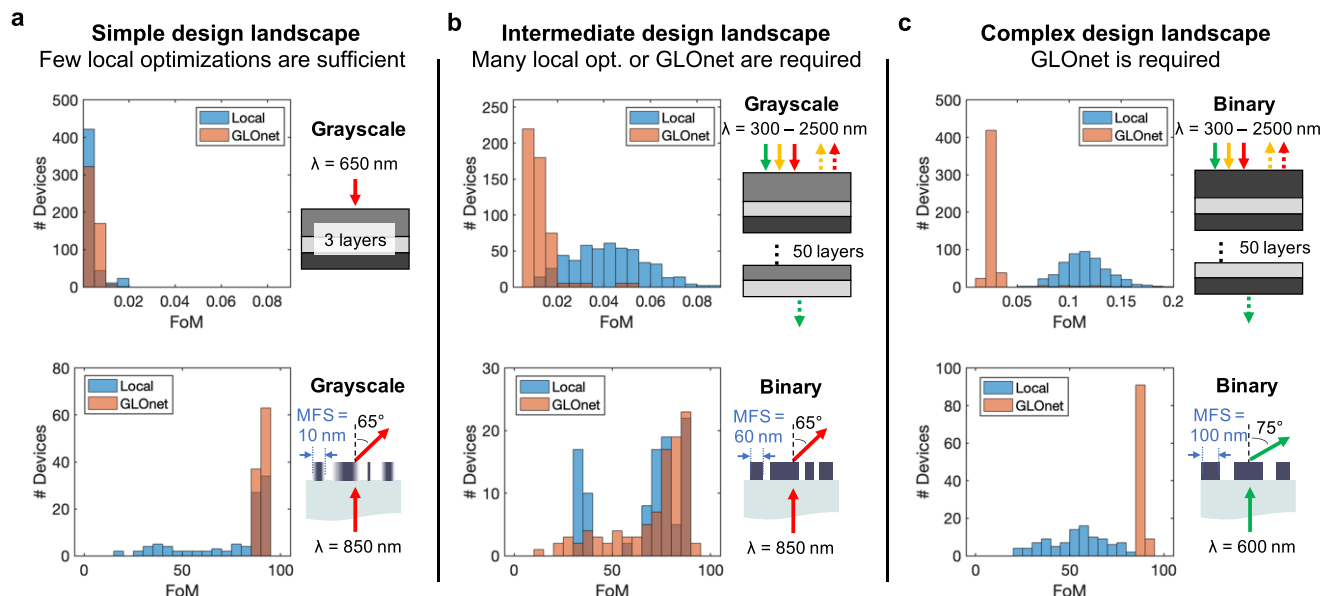 a
Simple design landscape
Few local optimizations are sufficient
500
400
300
200
100
0
# Devices
0.02
0.04
0.06
0.08
FoM
Local
GLOnet
Grayscale
λ = 650 nm
3 layers
80
60
40
20
0
# Devices
0
50
100
FoM
Local
GLOnet
Grayscale
MFS =
10 nm
65°
λ = 850 nm
b
Intermediate design landscape
Many local opt. or GLOnet are required
250
200
150
100
50
0
# Devices
0
0.02
0.04
0.06
0.08
FoM
Local
GLOnet
Grayscale
λ = 300 – 2500 nm
50 layers
30
20
10
0
# Devices
0
50
100
FoM
Local
GLOnet
Binary
MFS =
60 nm
65°
λ = 850 nm
c
Complex design landscape
GLOnet is required
500
400
300
200
100
0
# Devices
0.05
0.1
0.15
0.2
FoM
Local
GLOnet
Binary
λ = 300 – 2500 nm
50 layers
100
80
60
40
20
0
# Devices
0
50
100
FoM
Local
GLOnet
Binary
MFS =
100 nm
75°
λ = 600 nm